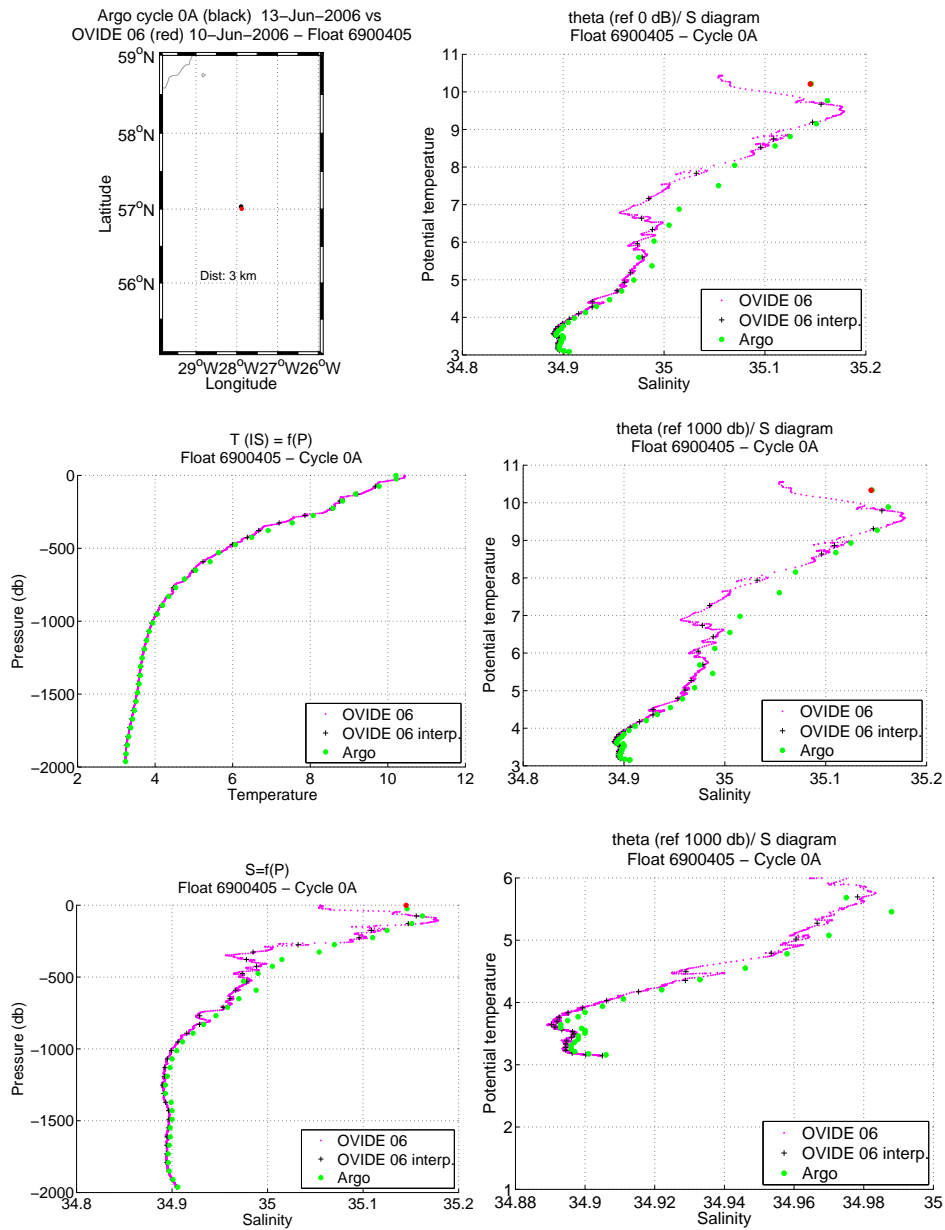 Argo cycle 0A (black)  13−Jun−2006 vs
OVIDE 06 (red) 10−Jun−2006 − Float 6900405
59°N
58°N
57°N
56°N
Latitude
Dist: 3 km
29°W 28°W 27°W 26°W
Longitude
theta (ref 0 dB)/ S diagram
Float 6900405 − Cycle 0A
11
10
9
8
7
6
5
4
3
Potential temperature
OVIDE 06
OVIDE 06 interp.
Argo
34.8 34.9 35 35.1 35.2
Salinity
T (IS) = f(P)
Float 6900405 − Cycle 0A
0
−500
−1000
−1500
−2000
Pressure (db)
OVIDE 06
OVIDE 06 interp.
Argo
2 4 6 8 10 12
Temperature
theta (ref 1000 db)/ S diagram
Float 6900405 − Cycle 0A
11
10
9
8
7
6
5
4
3
Potential temperature
OVIDE 06
OVIDE 06 interp.
Argo
34.8 34.9 35 35.1 35.2
Salinity
S=f(P)
Float 6900405 − Cycle 0A
0
−500
−1000
−1500
−2000
Pressure (db)
OVIDE 06
OVIDE 06 interp.
Argo
34.8 34.9 35 35.1 35.2
Salinity
theta (ref 1000 db)/ S diagram
Float 6900405 − Cycle 0A
6
5
4
3
2
1
Potential temperature
OVIDE 06
OVIDE 06 interp.
Argo
34.88 34.9 34.92 34.94 34.96 34.98 35
Salinity